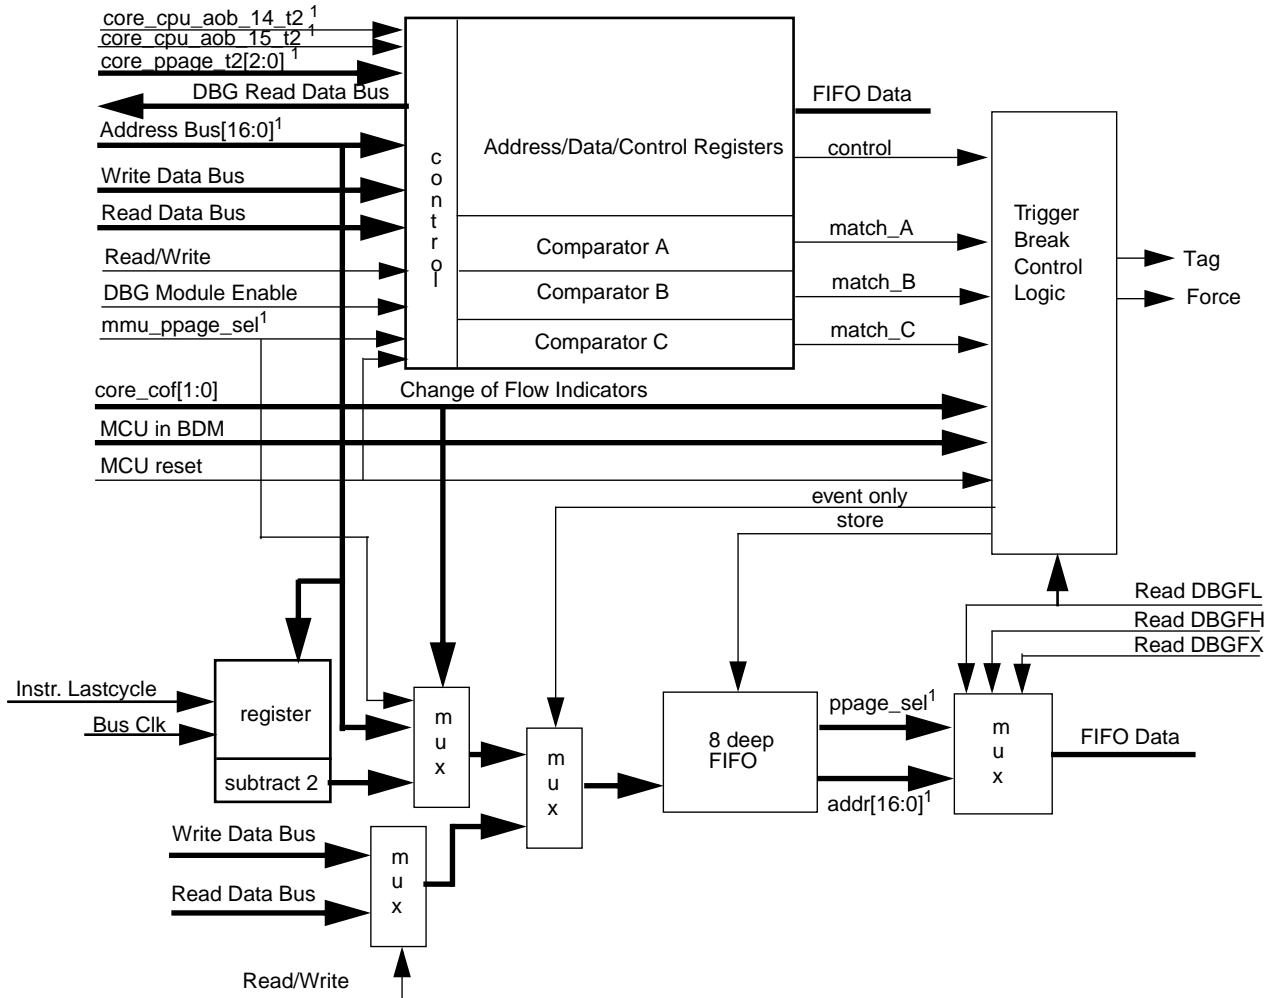 core_cpu_aob_14_t2 1
core_cpu_aob_15_t2 1
core_ppage_t2[2:0] 1
DBG Read Data Bus
Address Bus[16:0]1
Write Data Bus
Read Data Bus
Read/Write
DBG Module Enable
mmu_ppage_sel1
control
Address/Data/Control Registers
Comparator A
Comparator B
Comparator C
FIFO Data
control
match_A
match_B
match_C
Trigger
Break
Control
Logic
Tag
Force
core_cof[1:0]
Change of Flow Indicators
MCU in BDM
MCU reset
event only
store
Read DBGFL
Read DBGFH
Read DBGFX
Instr. Lastcycle
Bus Clk
register
subtract 2
mux
mux
8 deep
FIFO
ppage_sel1
addr[16:0]1
mux
FIFO Data
Write Data Bus
Read Data Bus
mux
Read/Write